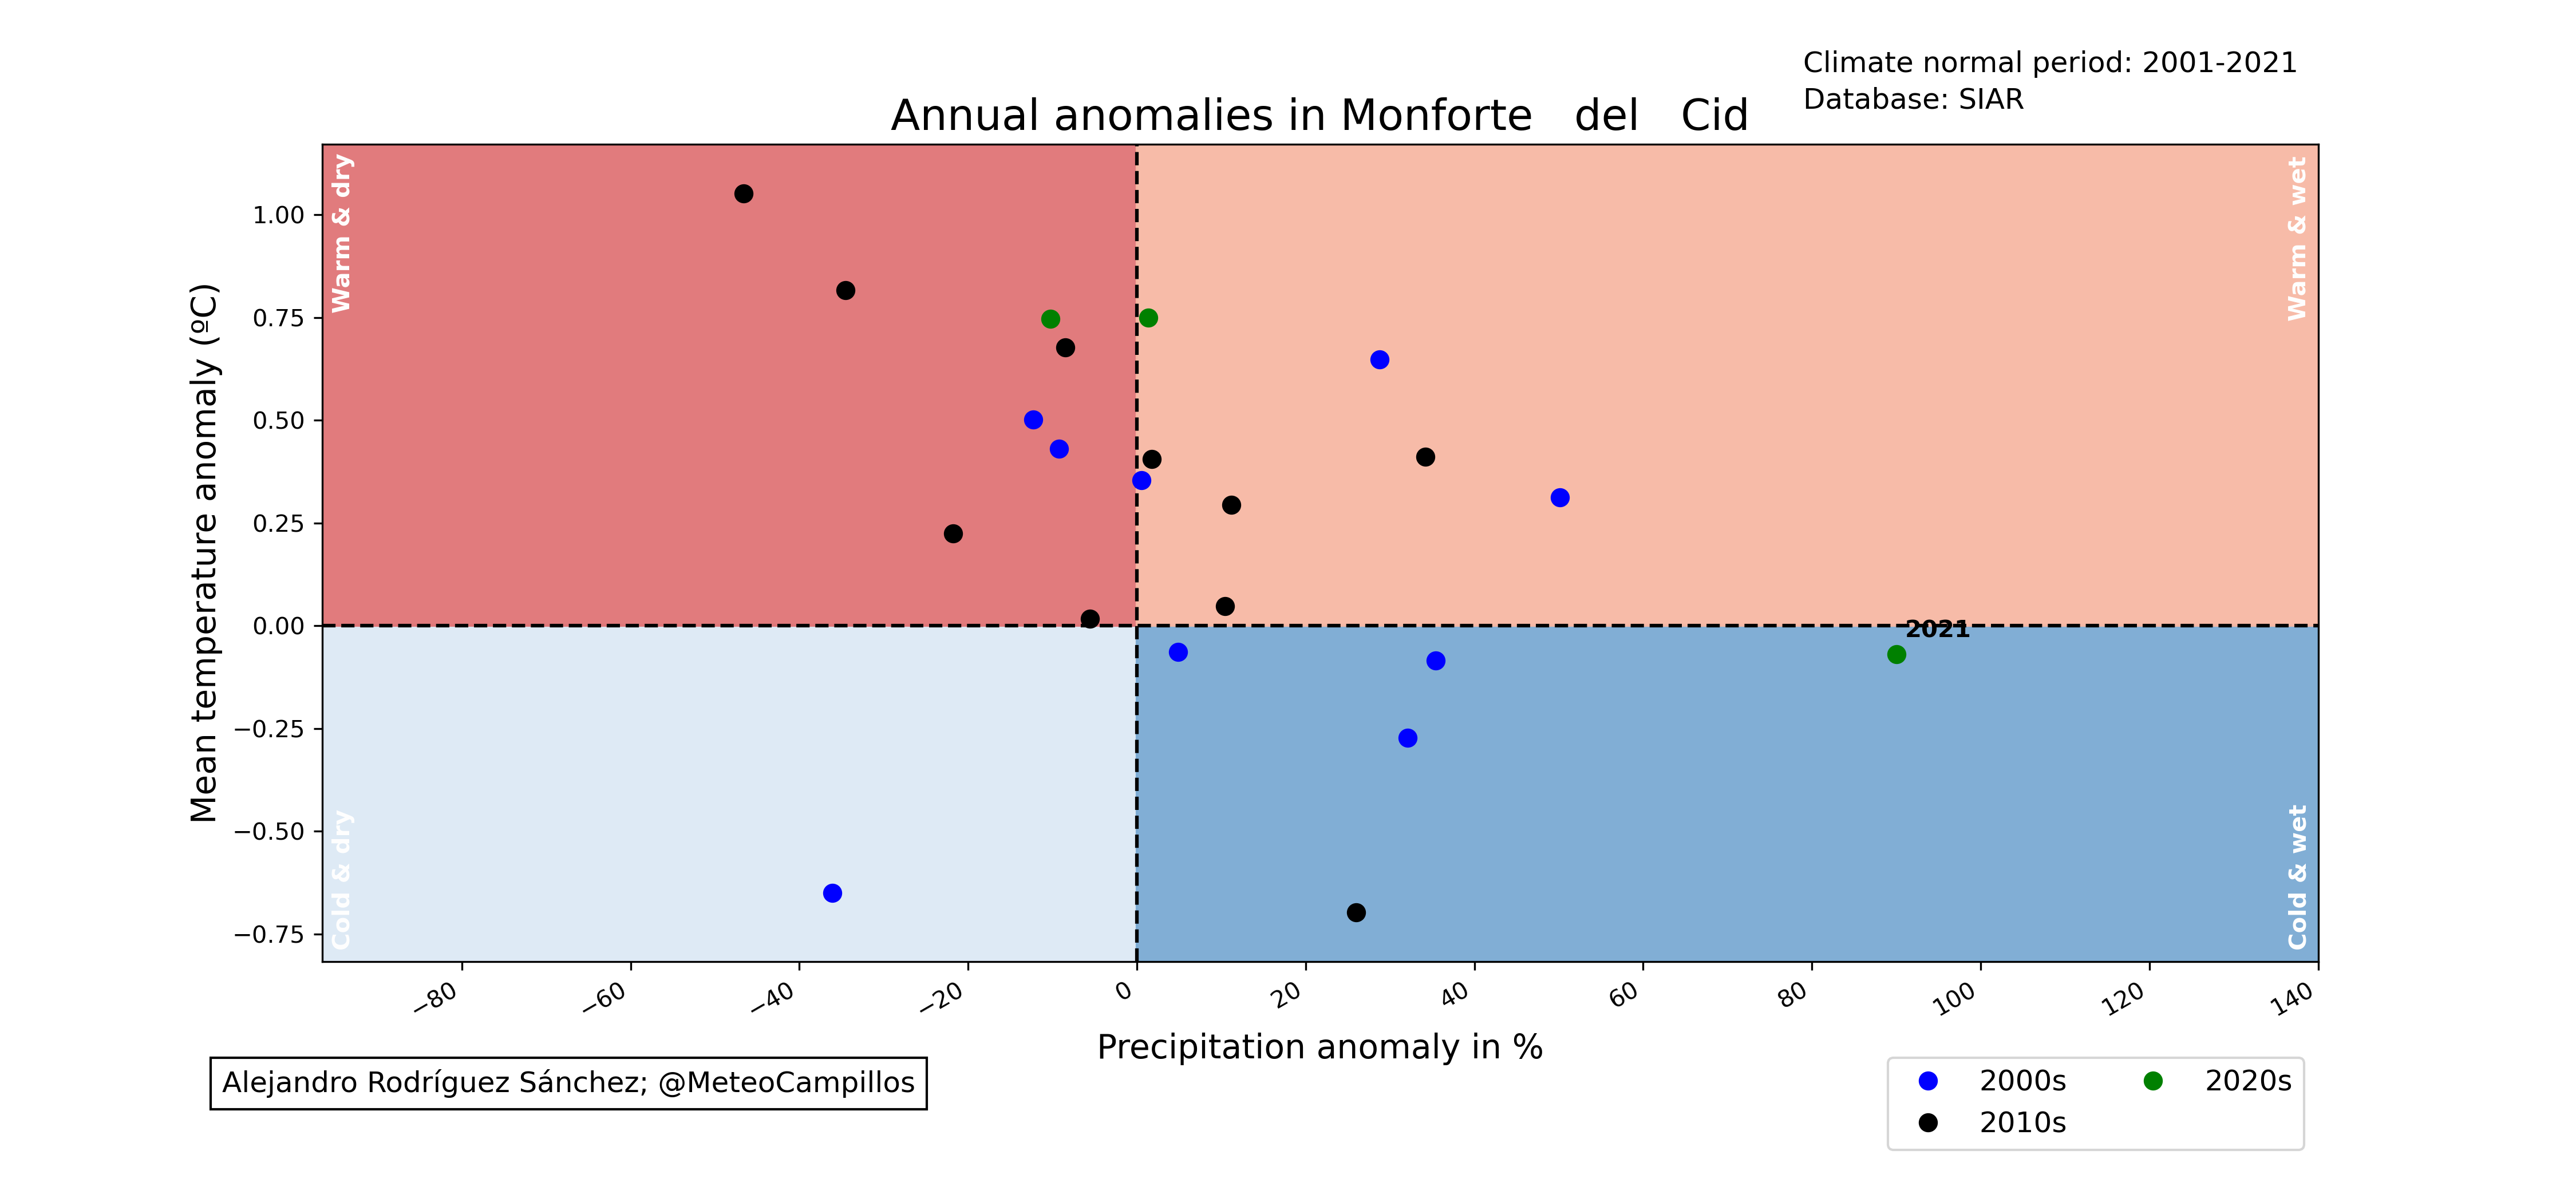 Climate normal period: 2001-2021
Database: SIAR
Annual anomalies in Monforte   del   Cid
Warm & dry
Warm & wet
Mean temperature anomaly (ºC)
1.00
0.75
0.50
0.25
0.00
−0.25
−0.50
−0.75
2021
Cold & dry
Cold & wet
−80
−60
−40
−20
0
20
40
60
80
100
120
140
Precipitation anomaly in %
Alejandro Rodríguez Sánchez; @MeteoCampillos
2000s
2010s
2020s